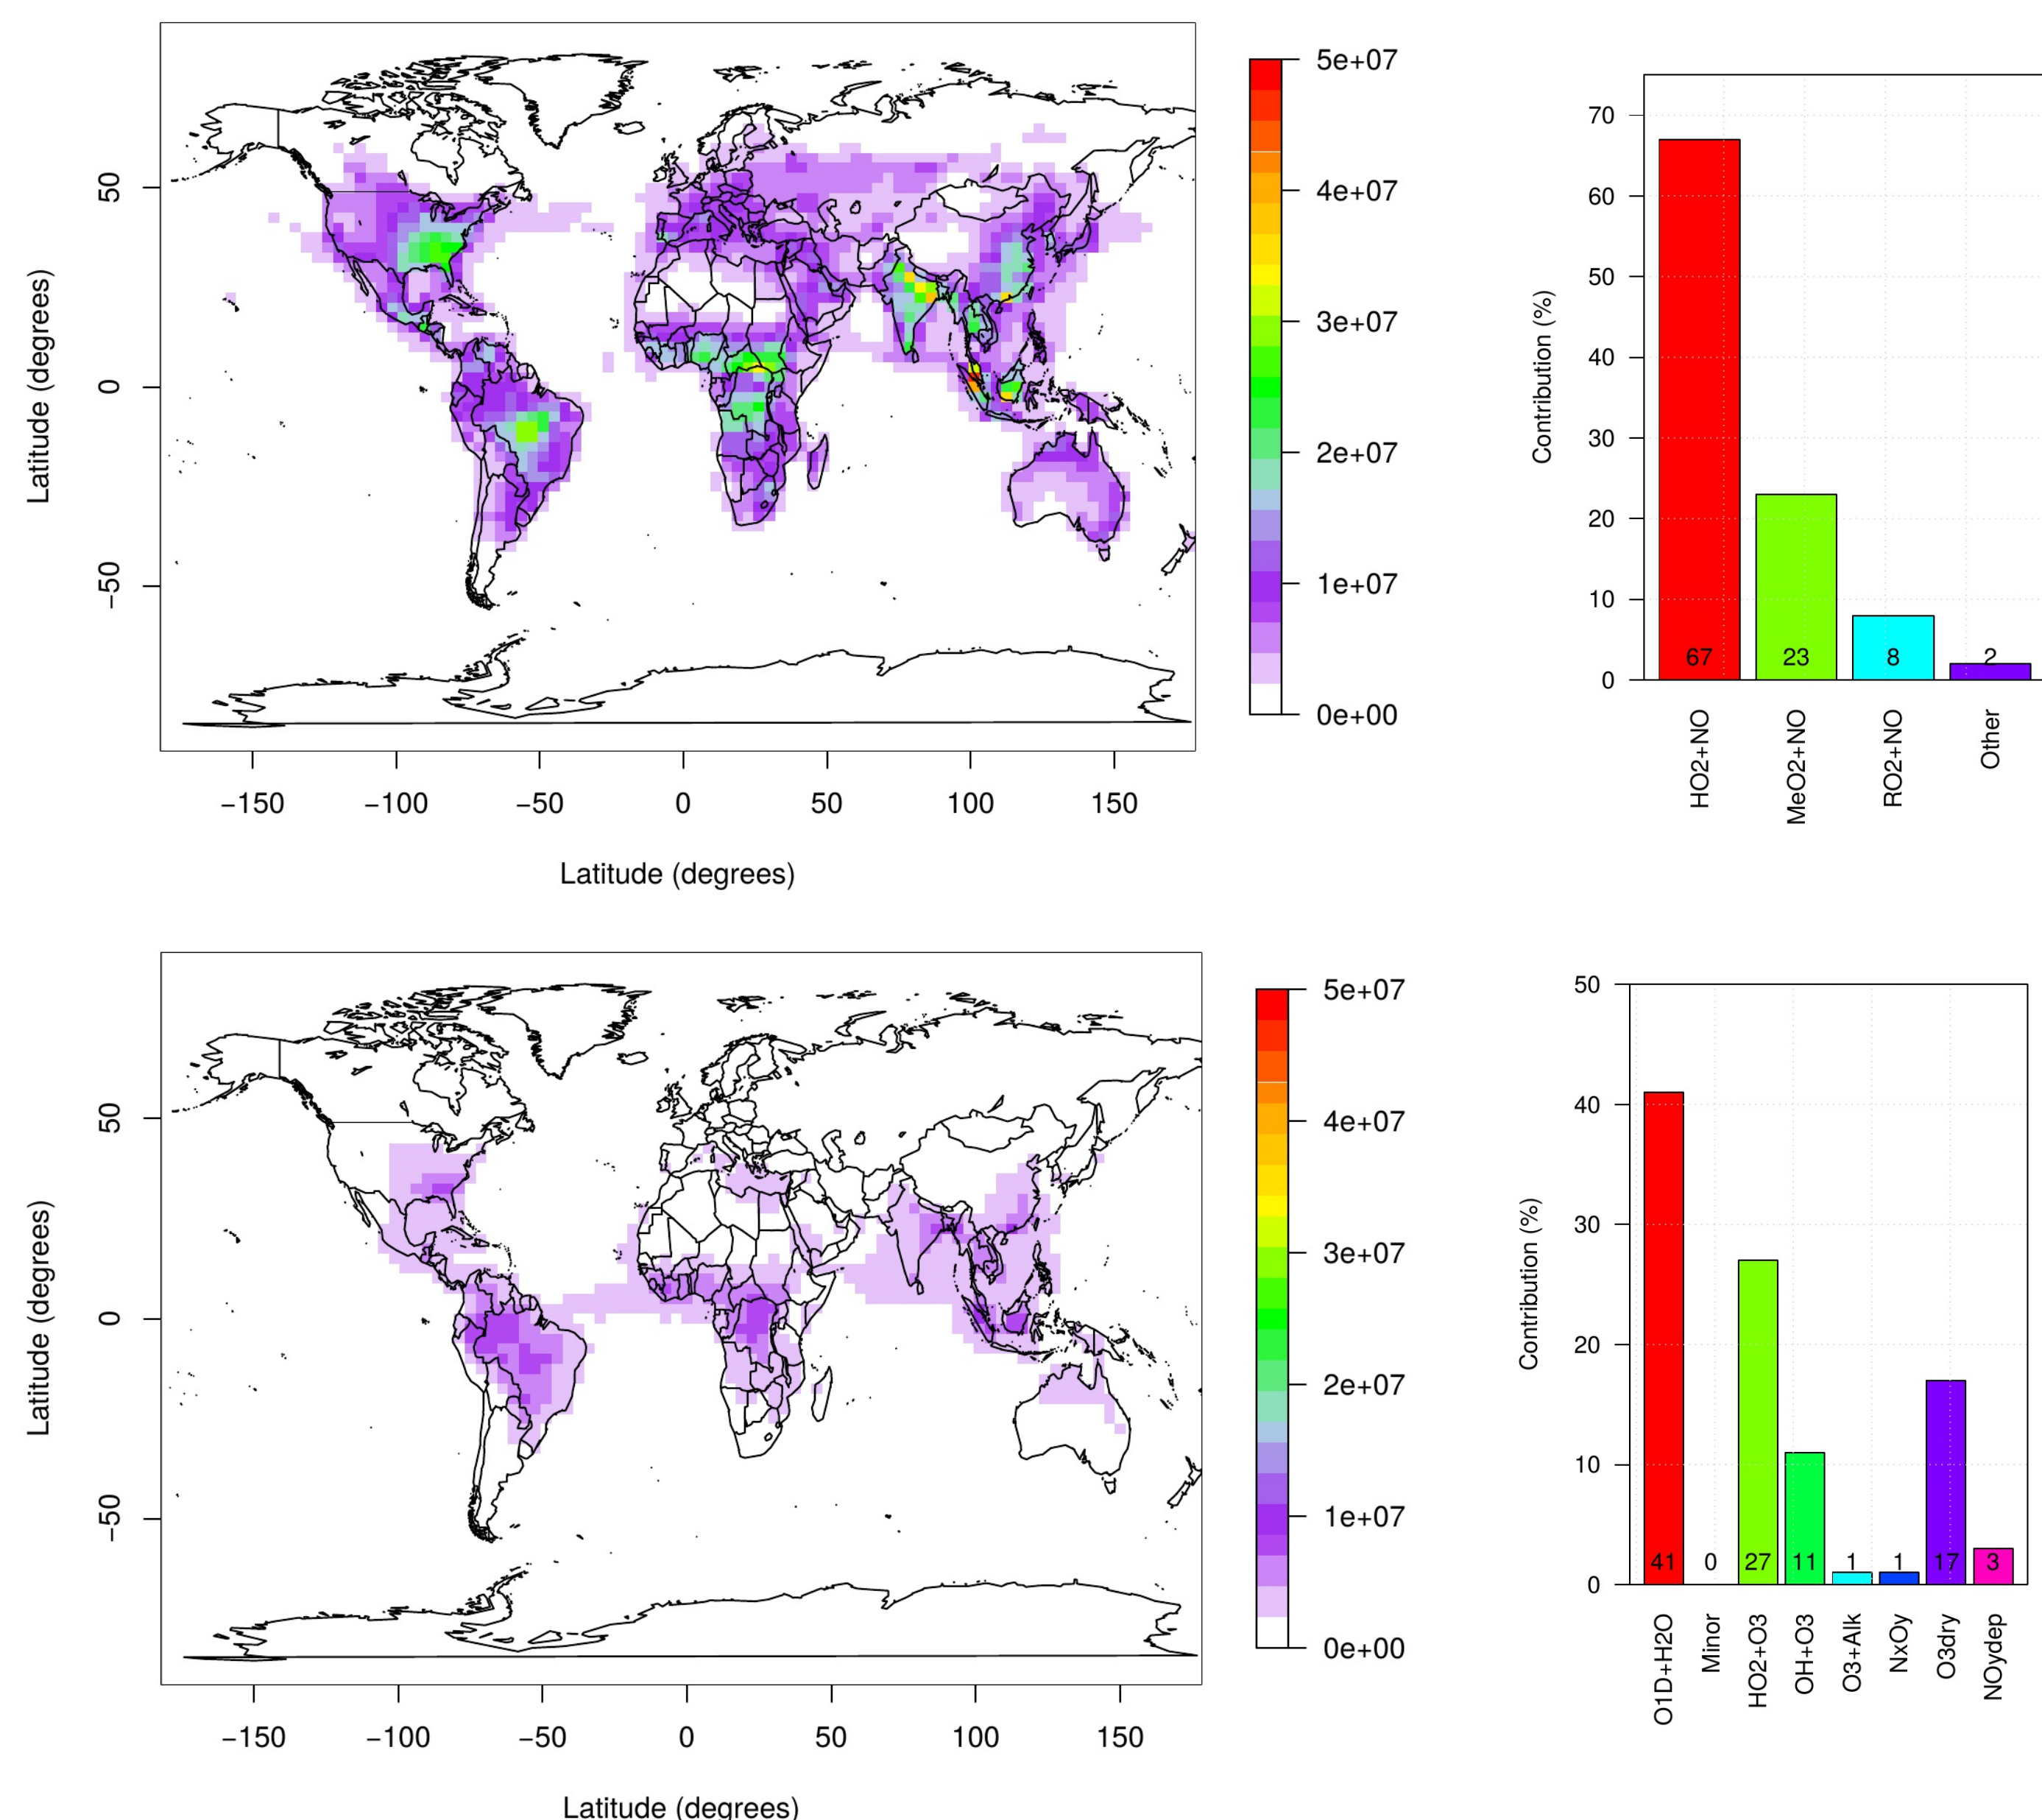 5e+07
4e+07
3e+07
2e+07
1e+07
0e+00
50
0
−50
Latitude (degrees)
−150 −100 −50 0 50 100 150
Latitude (degrees)
70
60
50
40
30
20
10
0
Contribution (%)
67 23 8 2
HO2+NO
MeO2+NO
RO2+NO
Other
5e+07
4e+07
3e+07
2e+07
1e+07
0e+00
50
0
−50
Latitude (degrees)
−150 −100 −50 0 50 100 150
Latitude (degrees)
50
40
30
20
10
0
Contribution (%)
41 0 27 11 1 1 17 3
O1D+H2O
Minor
HO2+O3
OH+O3
O3+Alk
NxOy
O3dry
NOydep